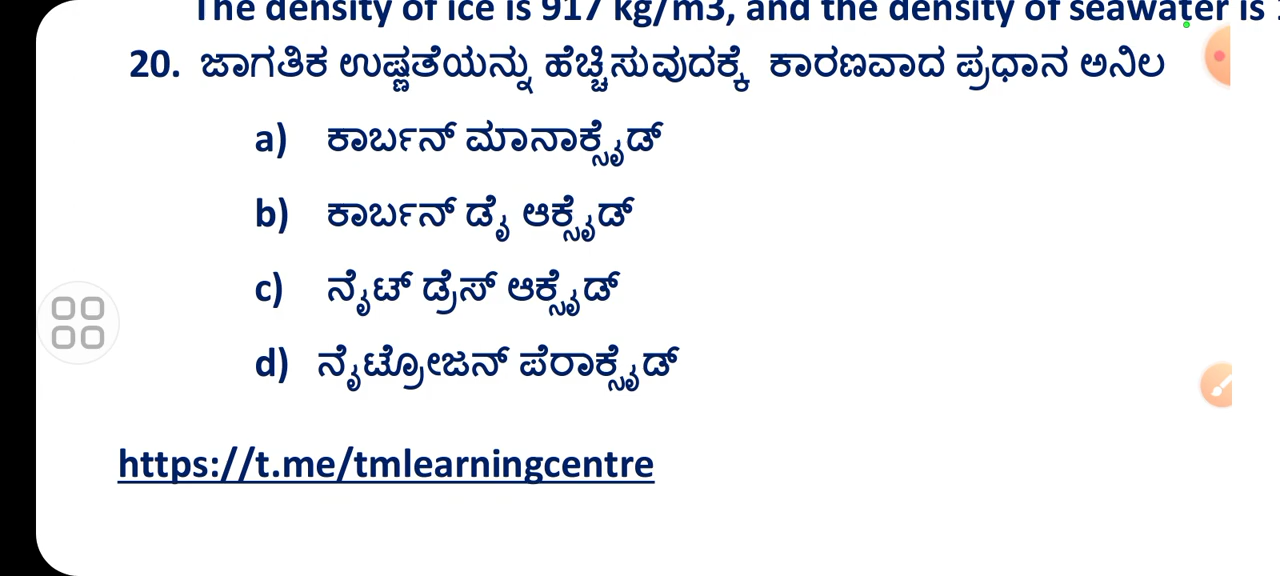 The density of ice is 917 kg/m3, and the density of seawater is
20. ಜಾಗತಿಕ ಉಷ್ಣತೆಯನ್ನು ಹೆಚ್ಚಿಸುವುದಕ್ಕೆ ಕಾರಣವಾದ ಪ್ರಧಾನ ಅನಿಲ
a) ಕಾರ್ಬನ್ ಮಾನಾಕ್ಸೈಡ್
b) ಕಾರ್ಬನ್ ಡೈ ಆಕ್ಸೈಡ್
c) ನೈಟ್ ಡ್ರೆಸ್ ಆಕ್ಸೈಡ್
d) ನೈಟ್ರೋಜನ್ ಪೆರಾಕ್ಸೈಡ್
https://t.me/tmlearningcentre